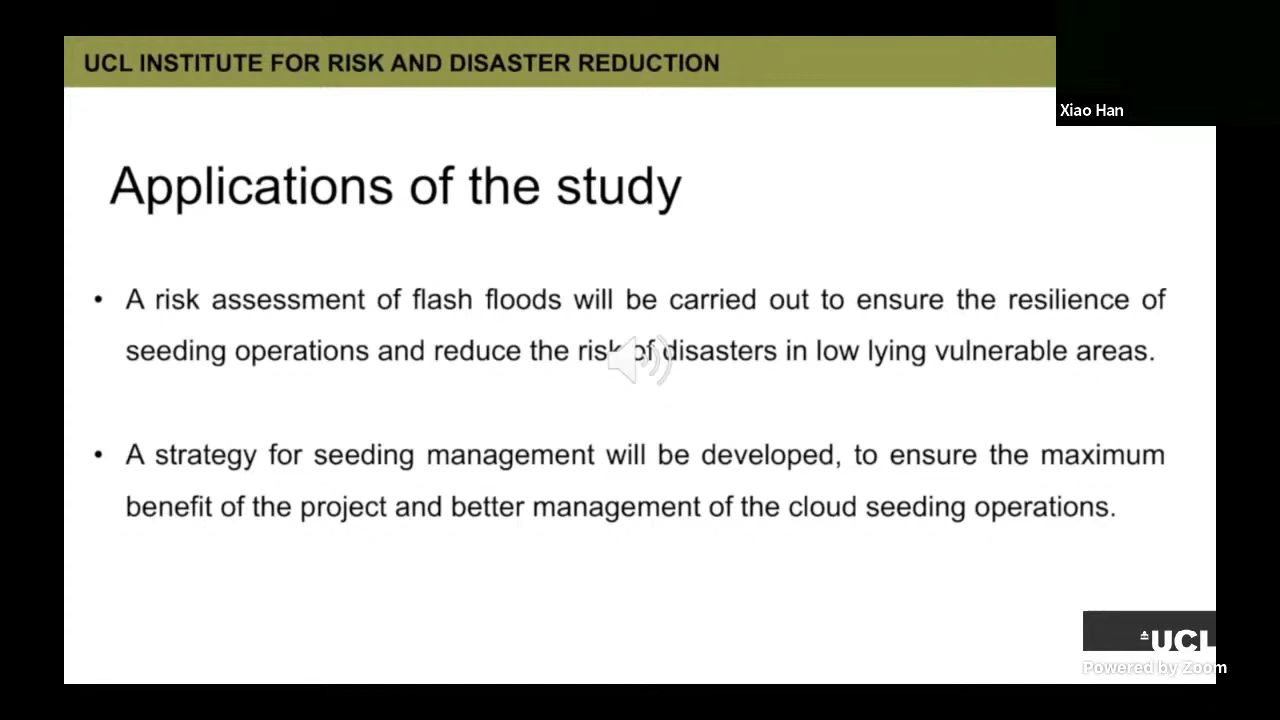 UCL INSTITUTE FOR RISK AND DISASTER REDUCTION
Xiao Han
Applications of the study
• A risk assessment of flash floods will be carried out to ensure the resilience of
seeding operations and reduce the risk of disasters in low lying vulnerable areas.
• A strategy for seeding management will be developed, to ensure the maximum
benefit of the project and better management of the cloud seeding operations.
UCL
Powered by Zoom